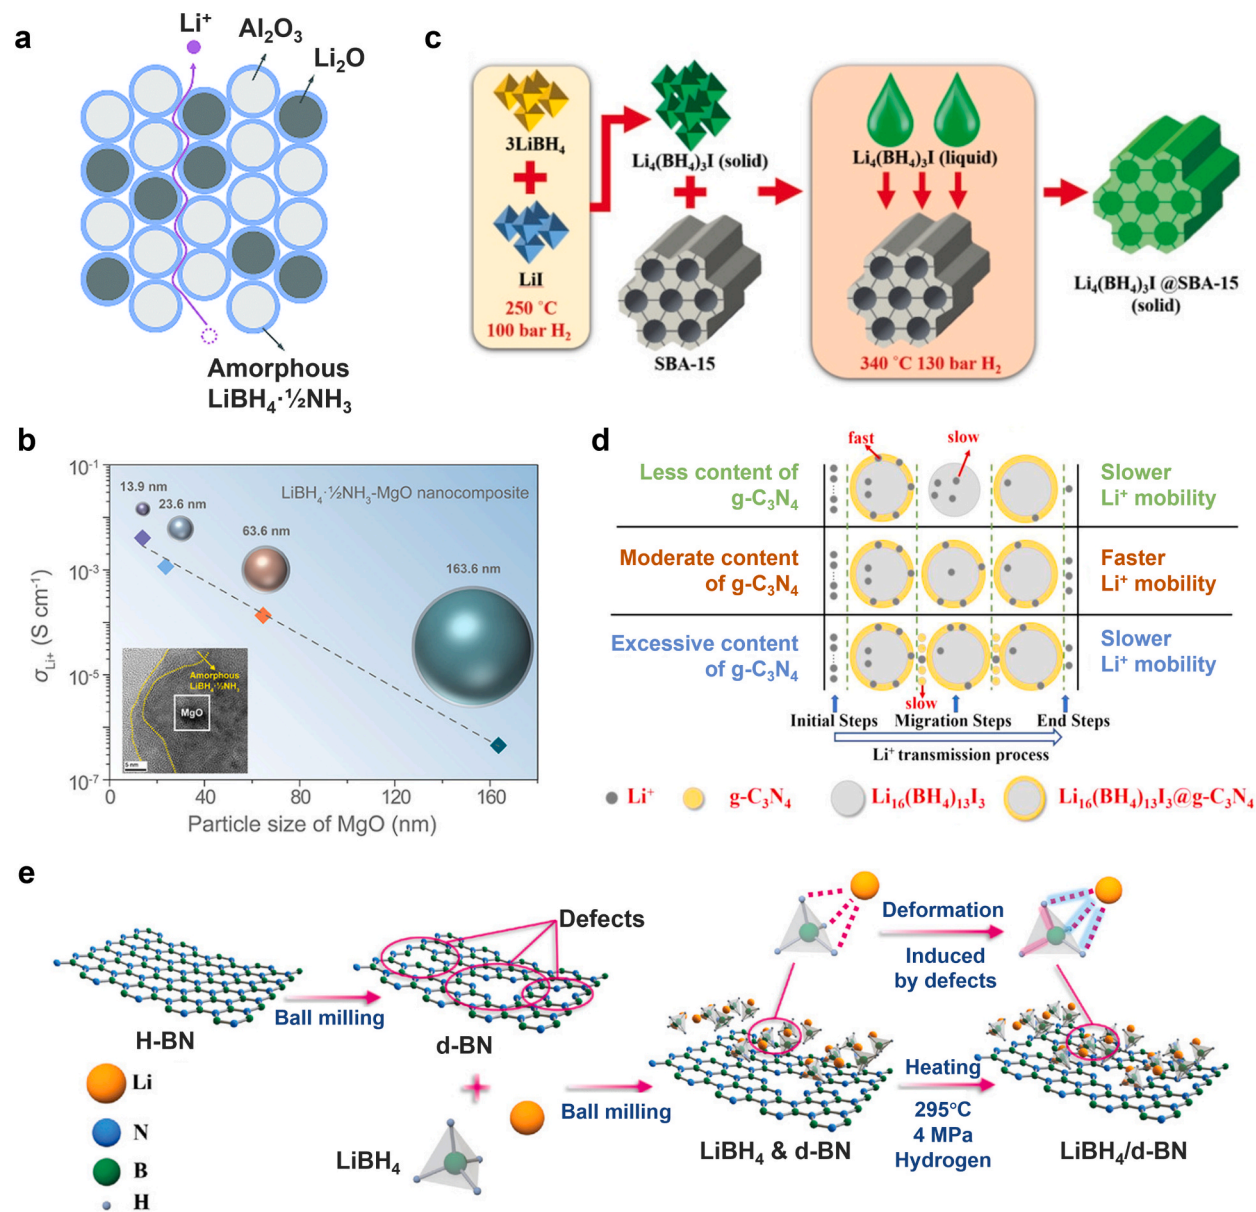 a
Li⁺
Al₂O₃
Li₂O
Amorphous
LiBH₄·½NH₃
c
3LiBH₄
LiI
250 °C
100 bar H₂
Li₄(BH₄)₃I (solid)
SBA-15
Li₄(BH₄)₃I (liquid)
340 °C 130 bar H₂
Li₄(BH₄)₃I @SBA-15
(solid)
b
σLi⁺ (S cm⁻¹)
10⁻¹
10⁻³
10⁻⁵
10⁻⁷
LiBH₄·½NH₃-MgO nanocomposite
13.9 nm
23.6 nm
63.6 nm
163.6 nm
Amorphous
LiBH₄·½NH₃
MgO
5 nm
0
40
80
120
160
Particle size of MgO (nm)
d
fast
slow
Less content of
g-C₃N₄
Slower
Li⁺ mobility
Moderate content
of g-C₃N₄
Faster
Li⁺ mobility
Excessive content
of g-C₃N₄
Slower
Li⁺ mobility
slow
Initial Steps
Migration Steps
End Steps
Li⁺ transmission process
Li⁺
g-C₃N₄
Li₁₆(BH₄)₁₃I₃
Li₁₆(BH₄)₁₃I₃@g-C₃N₄
e
Defects
H-BN
Ball milling
d-BN
Li
N
B
H
LiBH₄
Ball milling
Deformation
Induced
by defects
LiBH₄ & d-BN
Heating
295°C
4 MPa
Hydrogen
LiBH₄/d-BN